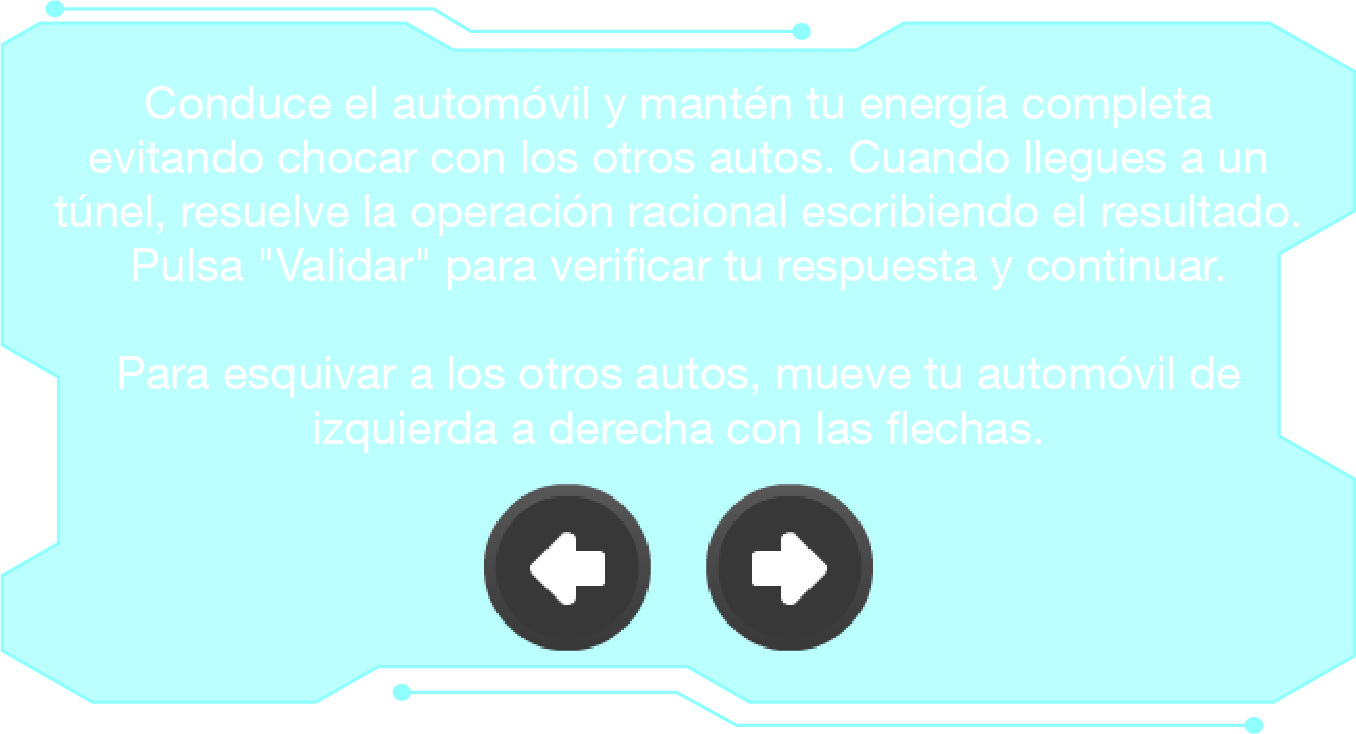 Conduce el automóvil y mantén tu energía completa
evitando chocar con los otros autos. Cuando llegues a un
túnel, resuelve la operación racional escribiendo el resultado.
Pulsa "Validar" para verificar tu respuesta y continuar.
Para esquivar a los otros autos, mueve tu automóvil de
izquierda a derecha con las flechas.